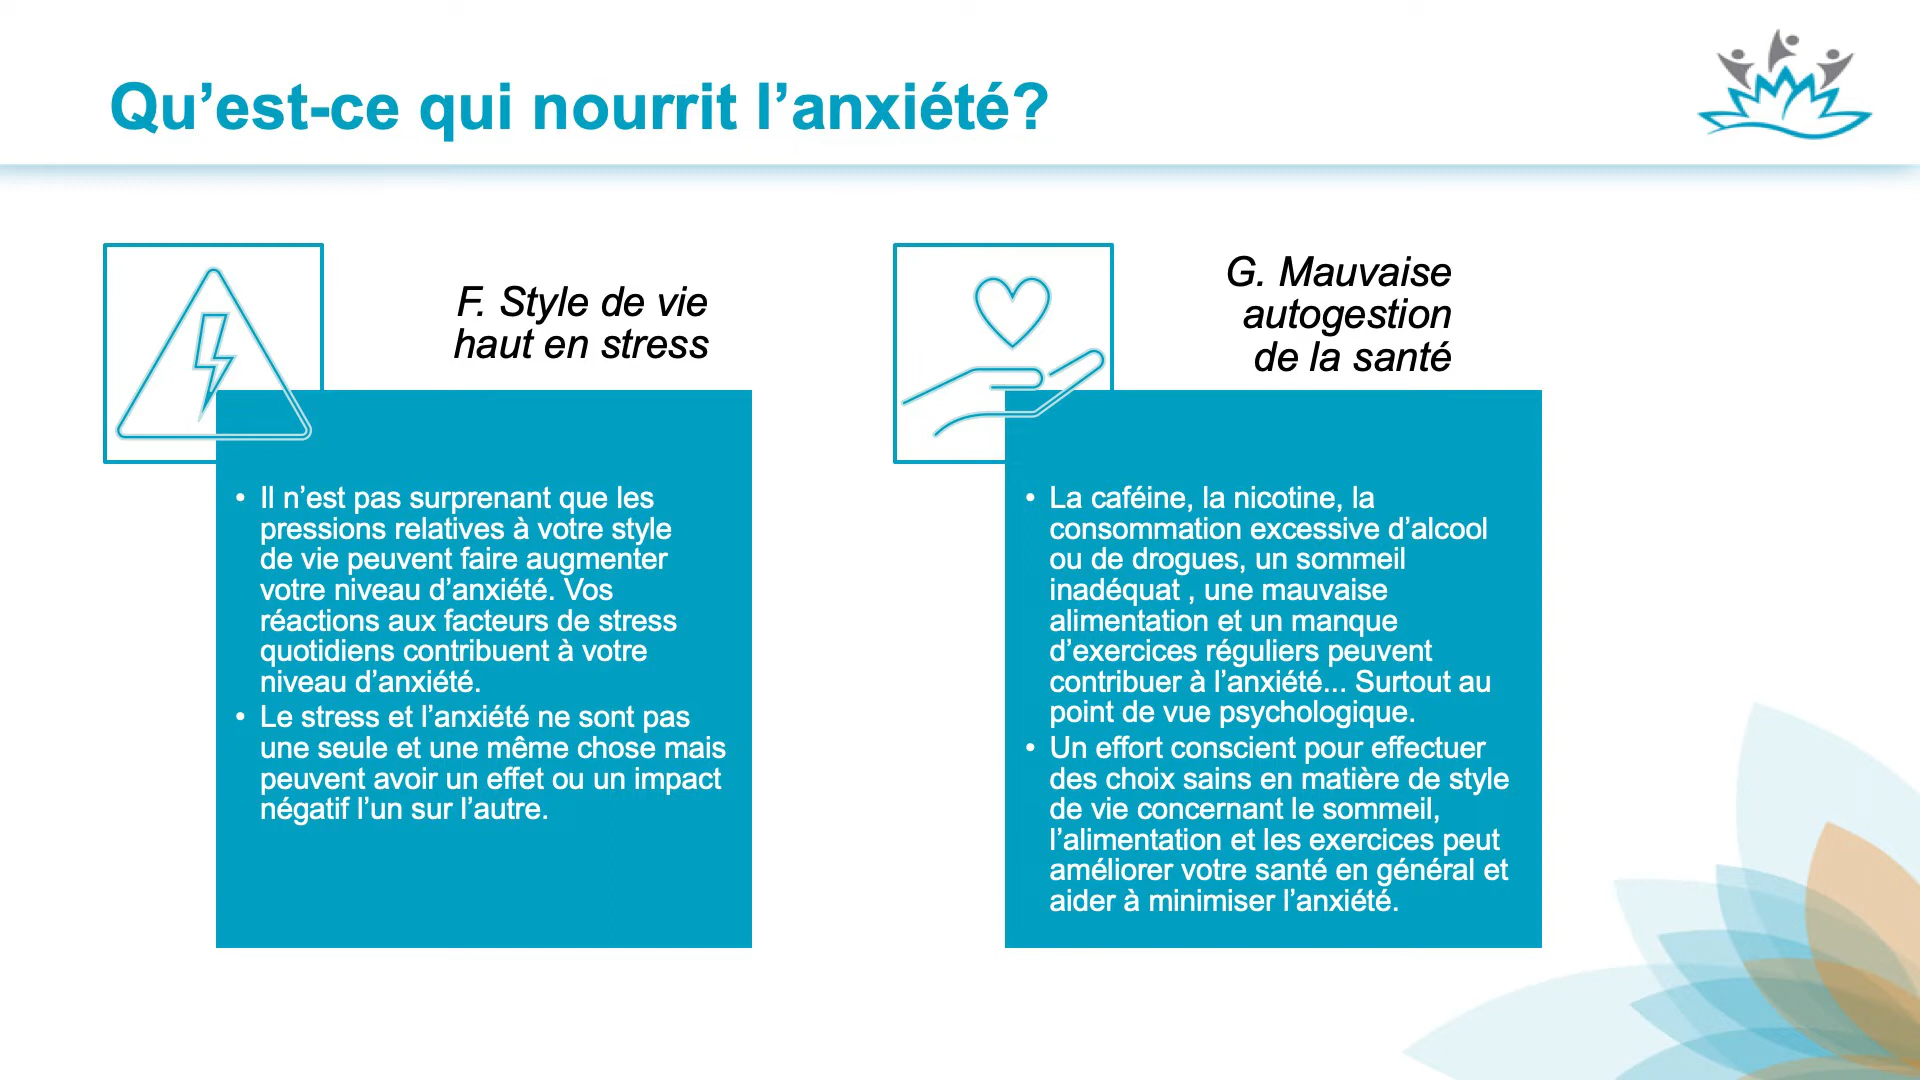 Qu’est-ce qui nourrit l’anxiété?
F. Style de vie
haut en stress
• Il n’est pas surprenant que les
pressions relatives à votre style
de vie peuvent faire augmenter
votre niveau d’anxiété. Vos
réactions aux facteurs de stress
quotidiens contribuent à votre
niveau d’anxiété.
• Le stress et l’anxiété ne sont pas
une seule et une même chose mais
peuvent avoir un effet ou un impact
négatif l’un sur l’autre.
G. Mauvaise
autogestion
de la santé
• La caféine, la nicotine, la
consommation excessive d’alcool
ou de drogues, un sommeil
inadéquat , une mauvaise
alimentation et un manque
d’exercices réguliers peuvent
contribuer à l’anxiété... Surtout au
point de vue psychologique.
• Un effort conscient pour effectuer
des choix sains en matière de style
de vie concernant le sommeil,
l’alimentation et les exercices peut
améliorer votre santé en général et
aider à minimiser l’anxiété.